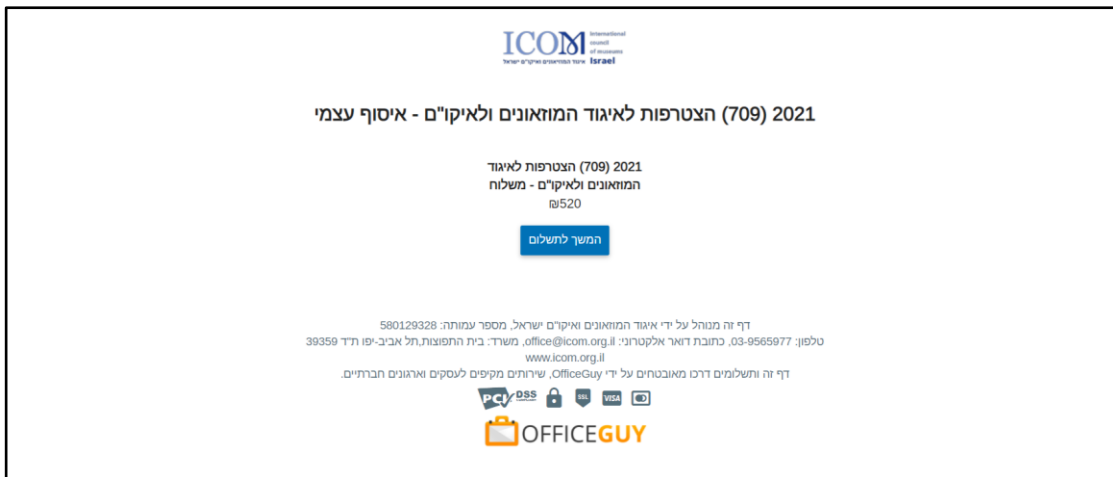 ICOM international
council
of museums
Israel
איגוד המוזיאונים ואיקו"ם ישראל
2021 (709) הצטרפות לאיגוד המוזאונים ולאיקו"ם - איסוף עצמי
2021 (709) הצטרפות לאיגוד
המוזאונים ולאיקו"ם - משלוח
₪520
המשך לתשלום
דף זה מנוהל על ידי איגוד המוזאונים ואיקו"ם ישראל, מספר עמותה: 580129328
טלפון: 03-9565977, כתובת דואר אלקטרוני: office@icom.org.il, משרד: בית התפוצות,תל אביב-יפו ת"ד 39359
www.icom.org.il
דף זה ותשלומים דרכו מאובטחים על ידי OfficeGuy, שירותים מקיפים לעסקים וארגונים חברתיים.
PCI DSS SSL VISA
OFFICEGUY